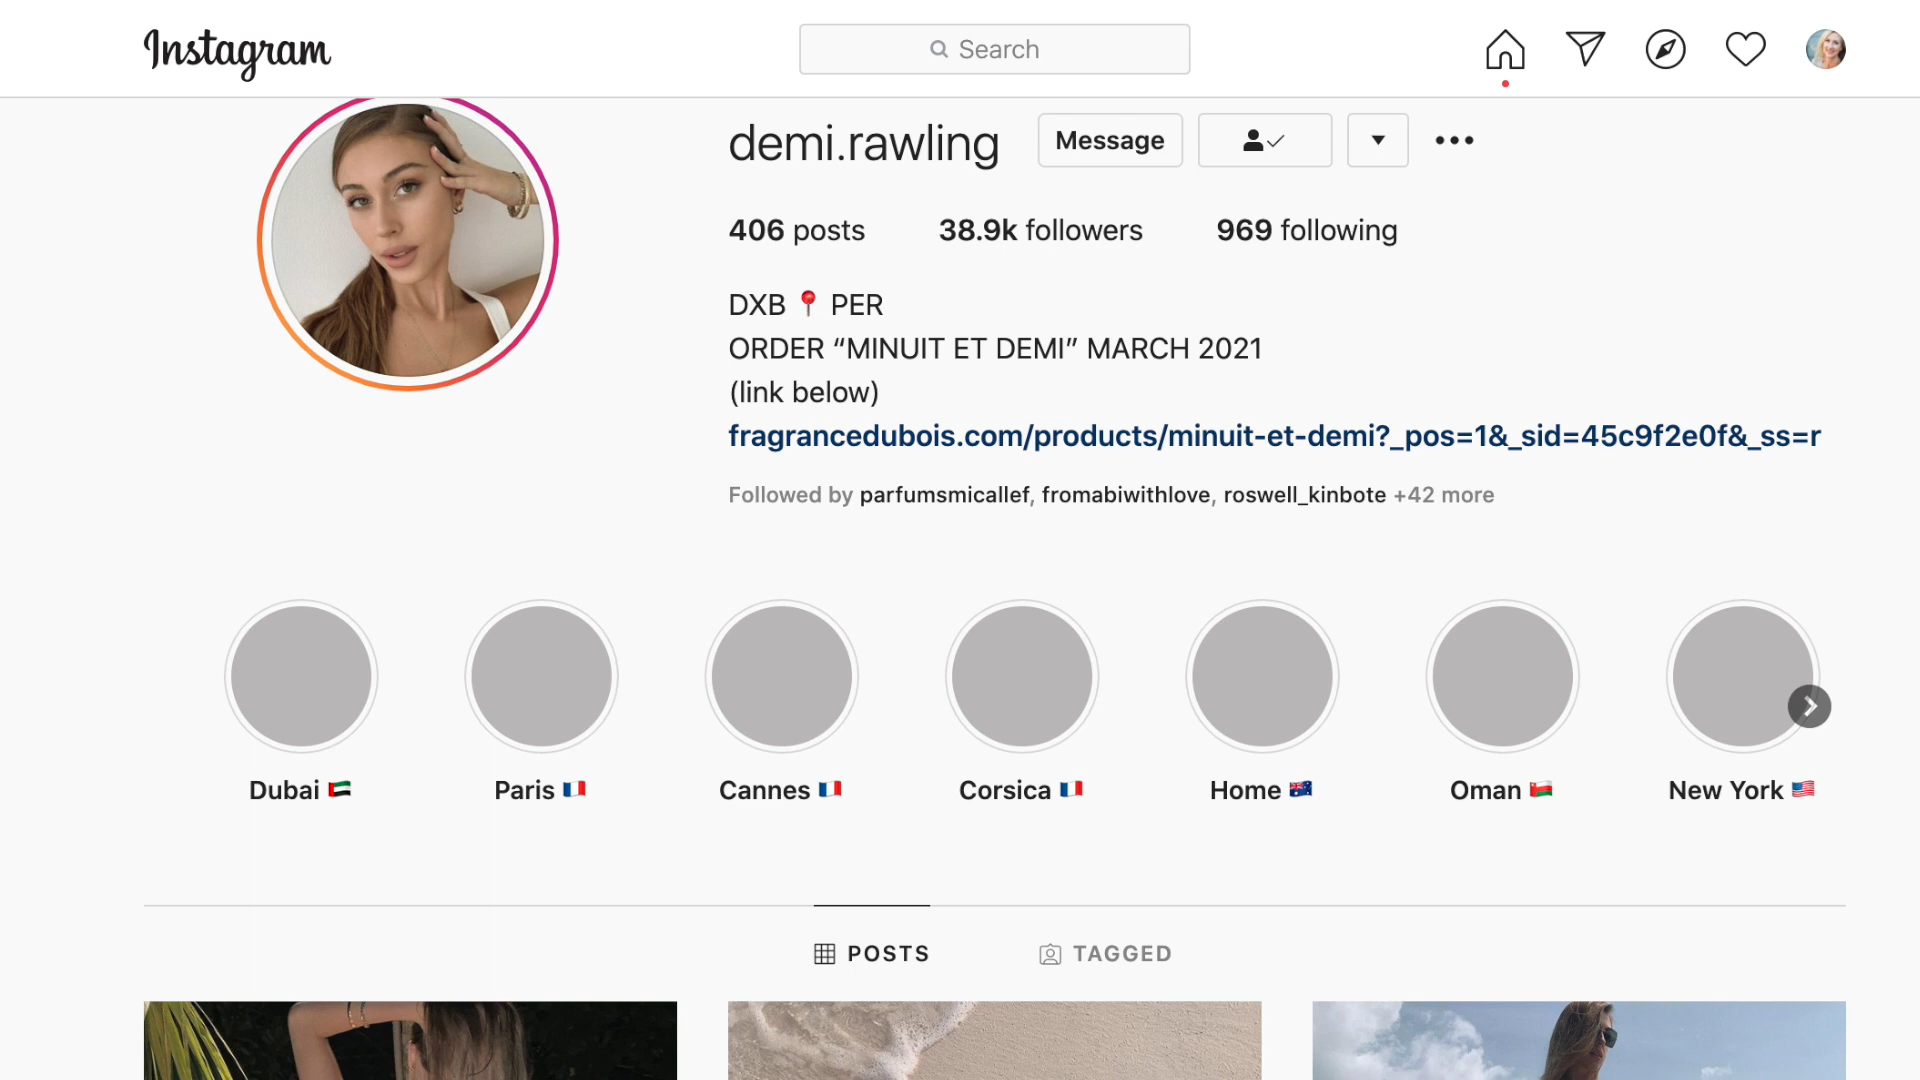 Instagram
Search
demi.rawling Message
406 posts 38.9k followers 969 following
DXB 📍 PER
ORDER “MINUIT ET DEMI” MARCH 2021
(link below)
fragrancedubois.com/products/minuit-et-demi?_pos=1&_sid=45c9f2e0f&_ss=r
Followed by parfumsmicallef, fromabiwithlove, roswell_kinbote +42 more
Dubai 🇦🇪 Paris 🇫🇷 Cannes 🇫🇷 Corsica 🇫🇷 Home 🇦🇺 Oman 🇴🇲 New York 🇺🇸
POSTS TAGGED